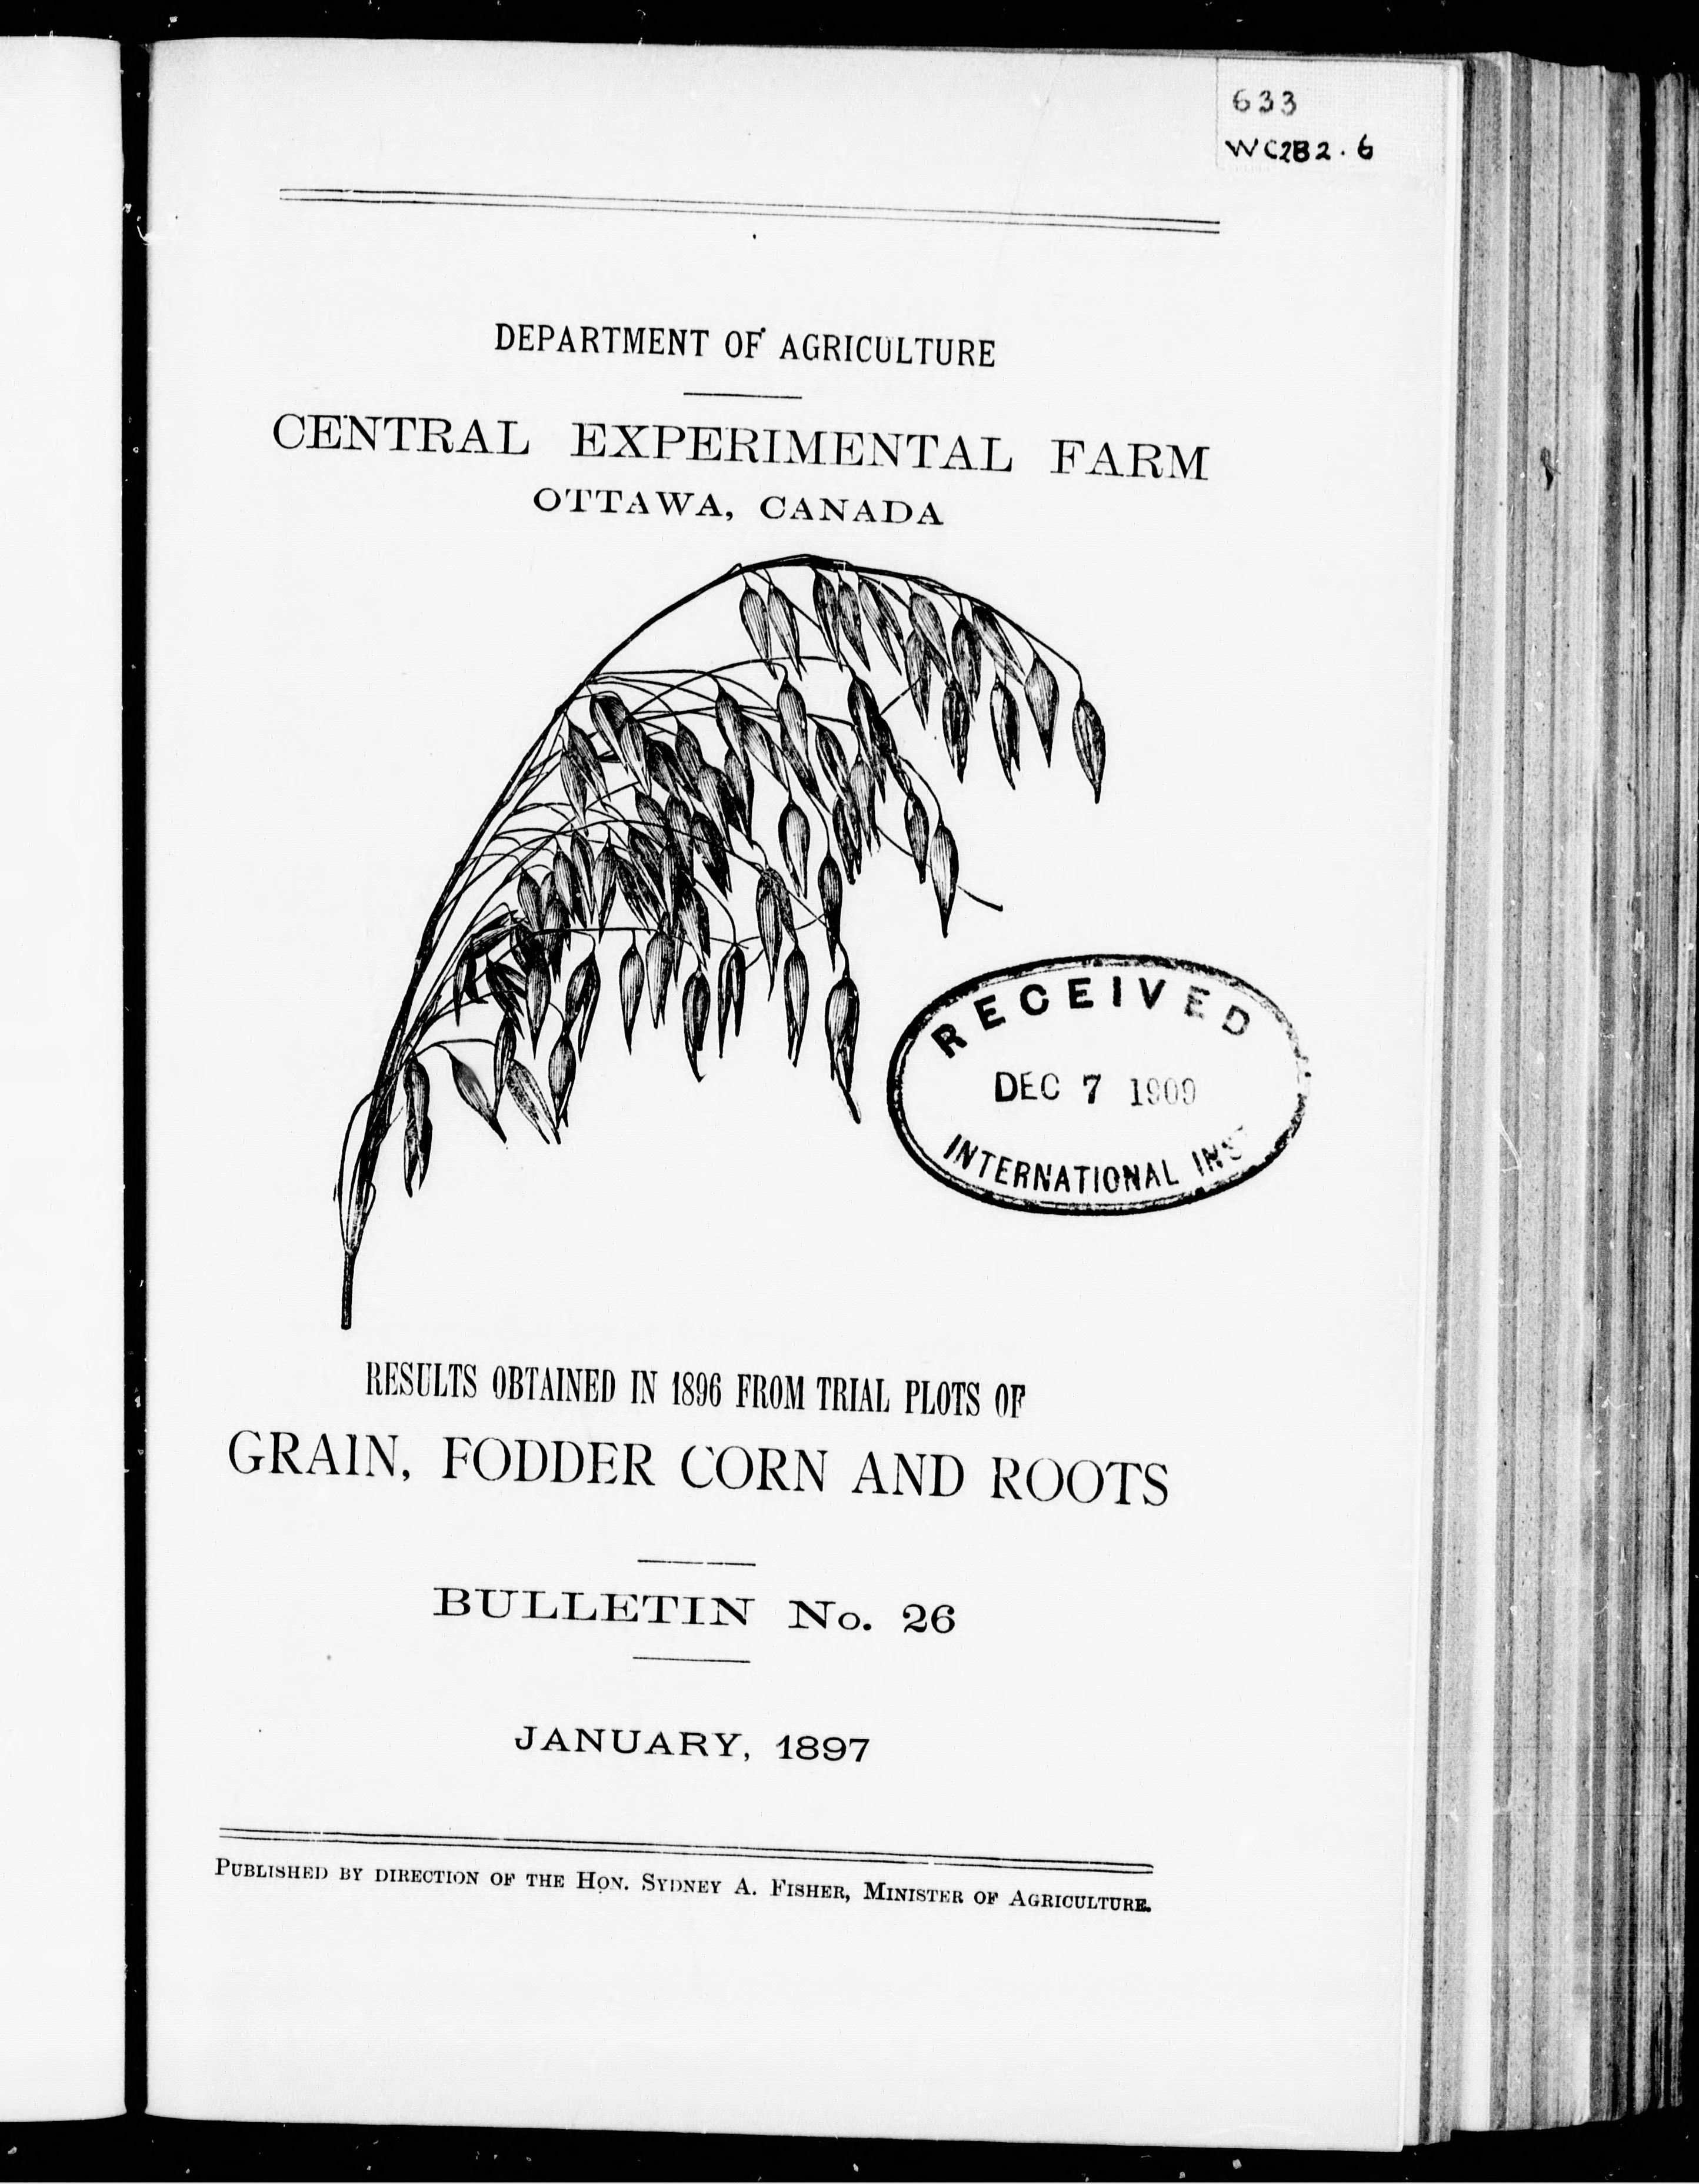 633
WC2B2.6
DEPARTMENT OF AGRICULTURE
CENTRAL EXPERIMENTAL FARM
OTTAWA, CANADA
RECEIVED
DEC 7 1909
INTERNATIONAL INST
RESULTS OBTAINED IN 1896 FROM TRIAL PLOTS OF
GRAIN, FODDER CORN AND ROOTS
BULLETIN No. 26
JANUARY, 1897
PUBLISHED BY DIRECTION OF THE HON. SYDNEY A. FISHER, MINISTER OF AGRICULTURE.